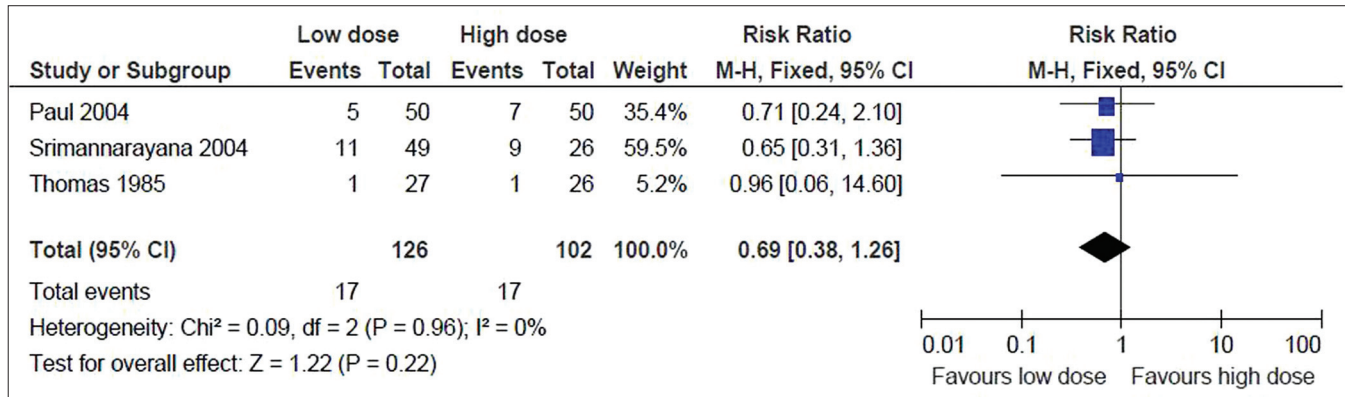 Low dose High dose Risk Ratio Risk Ratio
Study or Subgroup Events Total Events Total Weight M-H, Fixed, 95% CI M-H, Fixed, 95% CI
Paul 2004 5 50 7 50 35.4% 0.71 [0.24, 2.10]
Srimannarayana 2004 11 49 9 26 59.5% 0.65 [0.31, 1.36]
Thomas 1985 1 27 1 26 5.2% 0.96 [0.06, 14.60]
Total (95% CI) 126 102 100.0% 0.69 [0.38, 1.26]
Total events 17 17
Heterogeneity: Chi² = 0.09, df = 2 (P = 0.96); I² = 0%
Test for overall effect: Z = 1.22 (P = 0.22)
0.01 0.1 1 10 100
Favours low dose Favours high dose